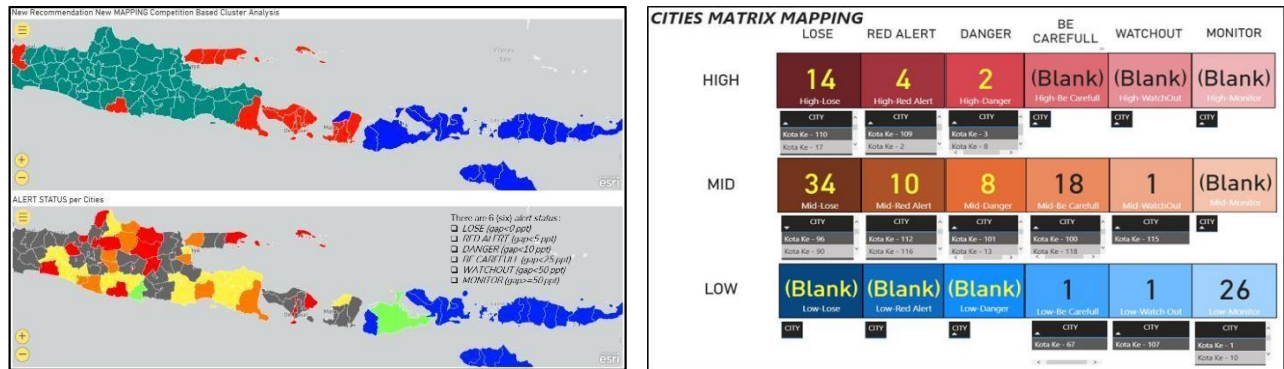 New Recommendation New MAPPING Competition Based Cluster Analysis
Flores
Sea
esri
ALERT STATUS per Cities
There are 6 (six) alert status :
LOSE (gap<0 ppt)
RED ALERT (gap<5 ppt)
DANGER (gap<10 ppt)
BE CAREFULL (gap<25 ppt)
WATCHOUT (gap<50 ppt)
MONITOR (gap>=50 ppt)
esri
CITIES MATRIX MAPPING
LOSE RED ALERT DANGER BE CAREFULL WATCHOUT MONITOR
HIGH
14 4 2 (Blank) (Blank) (Blank)
High-Lose High-Red Alert High-Danger High-Be Carefull High-WatchOut High-Monitor
CITY CITY CITY CITY CITY CITY
Kota Ke - 110 Kota Ke - 109 Kota Ke - 3
Kota Ke - 17 Kota Ke - 2 Kota Ke - 8
MID
34 10 8 18 1 (Blank)
Mid-Lose Mid-Red Alert Mid-Danger Mid-Be Carefull Mid-WatchOut Mid-Monitor
CITY CITY CITY CITY CITY CITY
Kota Ke - 96 Kota Ke - 112 Kota Ke - 101 Kota Ke - 100 Kota Ke - 115
Kota Ke - 90 Kota Ke - 116 Kota Ke - 13 Kota Ke - 118
LOW
(Blank) (Blank) (Blank) 1 1 26
Low-Lose Low-Red Alert Low-Danger Low-Be Carefull Low-Watch Out Low-Monitor
CITY CITY CITY CITY CITY CITY
Kota Ke - 67 Kota Ke - 107 Kota Ke - 1
Kota Ke - 10